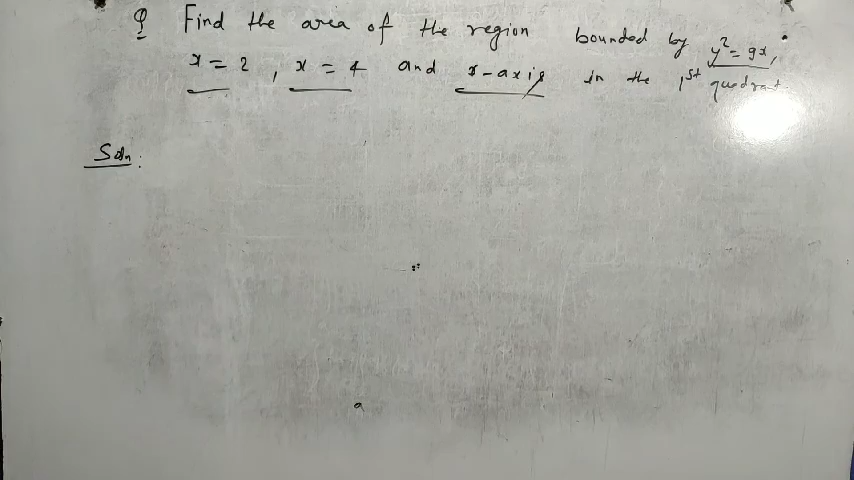 Q Find the area of the region bounded by y² = 9x,
x = 2 , x = 4 and x-axis in the 1st quadrant.
Soln: